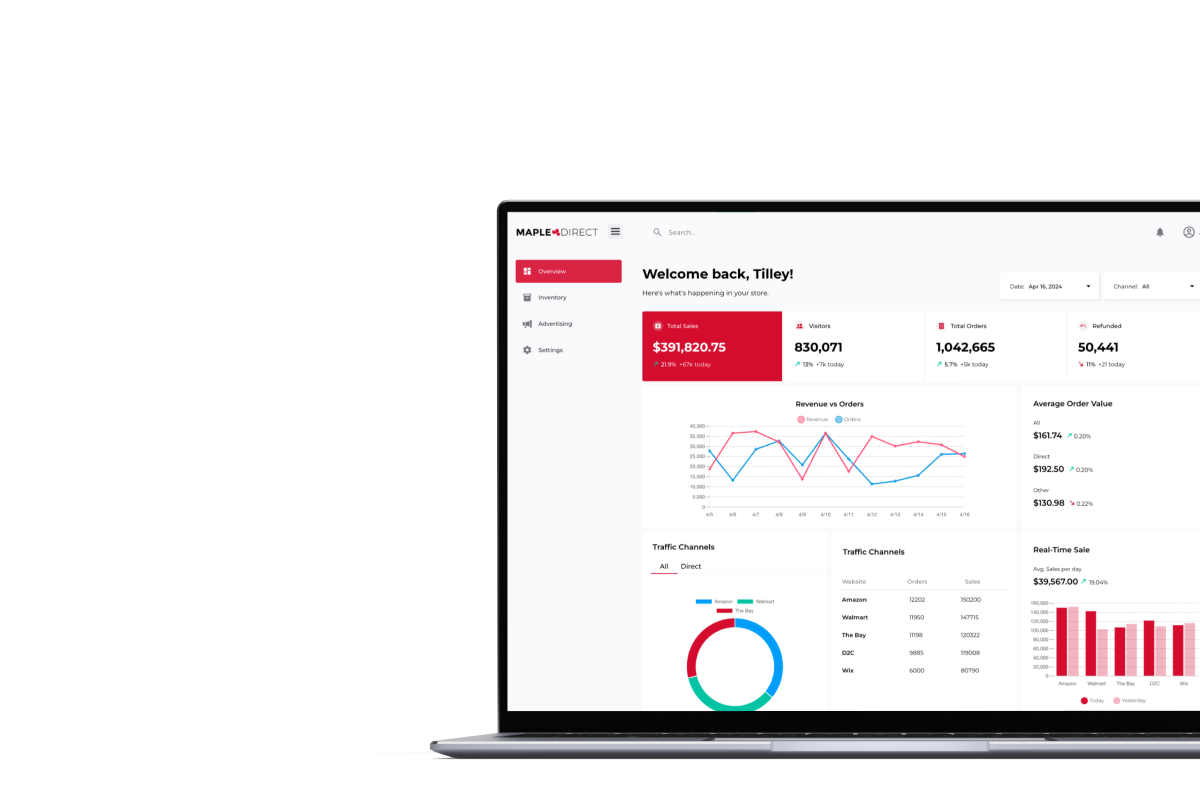 MAPLE DIRECT
Search...
Overview
Inventory
Advertising
Settings
Welcome back, Tilley!
Here's what's happening in your store.
Date: Apr 16, 2024
Channel: All
Total Sales
$391,820.75
21.9% +67k today
Visitors
830,071
13% +7k today
Total Orders
1,042,665
5.7% +5k today
Refunded
50,441
11% +21 today
Revenue vs Orders
Revenue Orders
40,000
35,000
30,000
25,000
20,000
15,000
10,000
5,000
0
4/5 4/6 4/7 4/8 4/9 4/10 4/11 4/12 4/13 4/14 4/15 4/16
Average Order Value
All
$161.74 0.20%
Direct
$192.50 0.20%
Other
$130.98 0.22%
Traffic Channels
All Direct
Amazon Walmart
The Bay
Traffic Channels
Website Orders Sales
Amazon 12202 150200
Walmart 11950 147715
The Bay 11198 120322
D2C 9885 119008
Wix 6000 80790
Real-Time Sale
Avg. Sales per day
$39,567.00 19.04%
160,000
140,000
120,000
100,000
80,000
60,000
40,000
20,000
0
Amazon Walmart The Bay D2C Wix
Today Yesterday